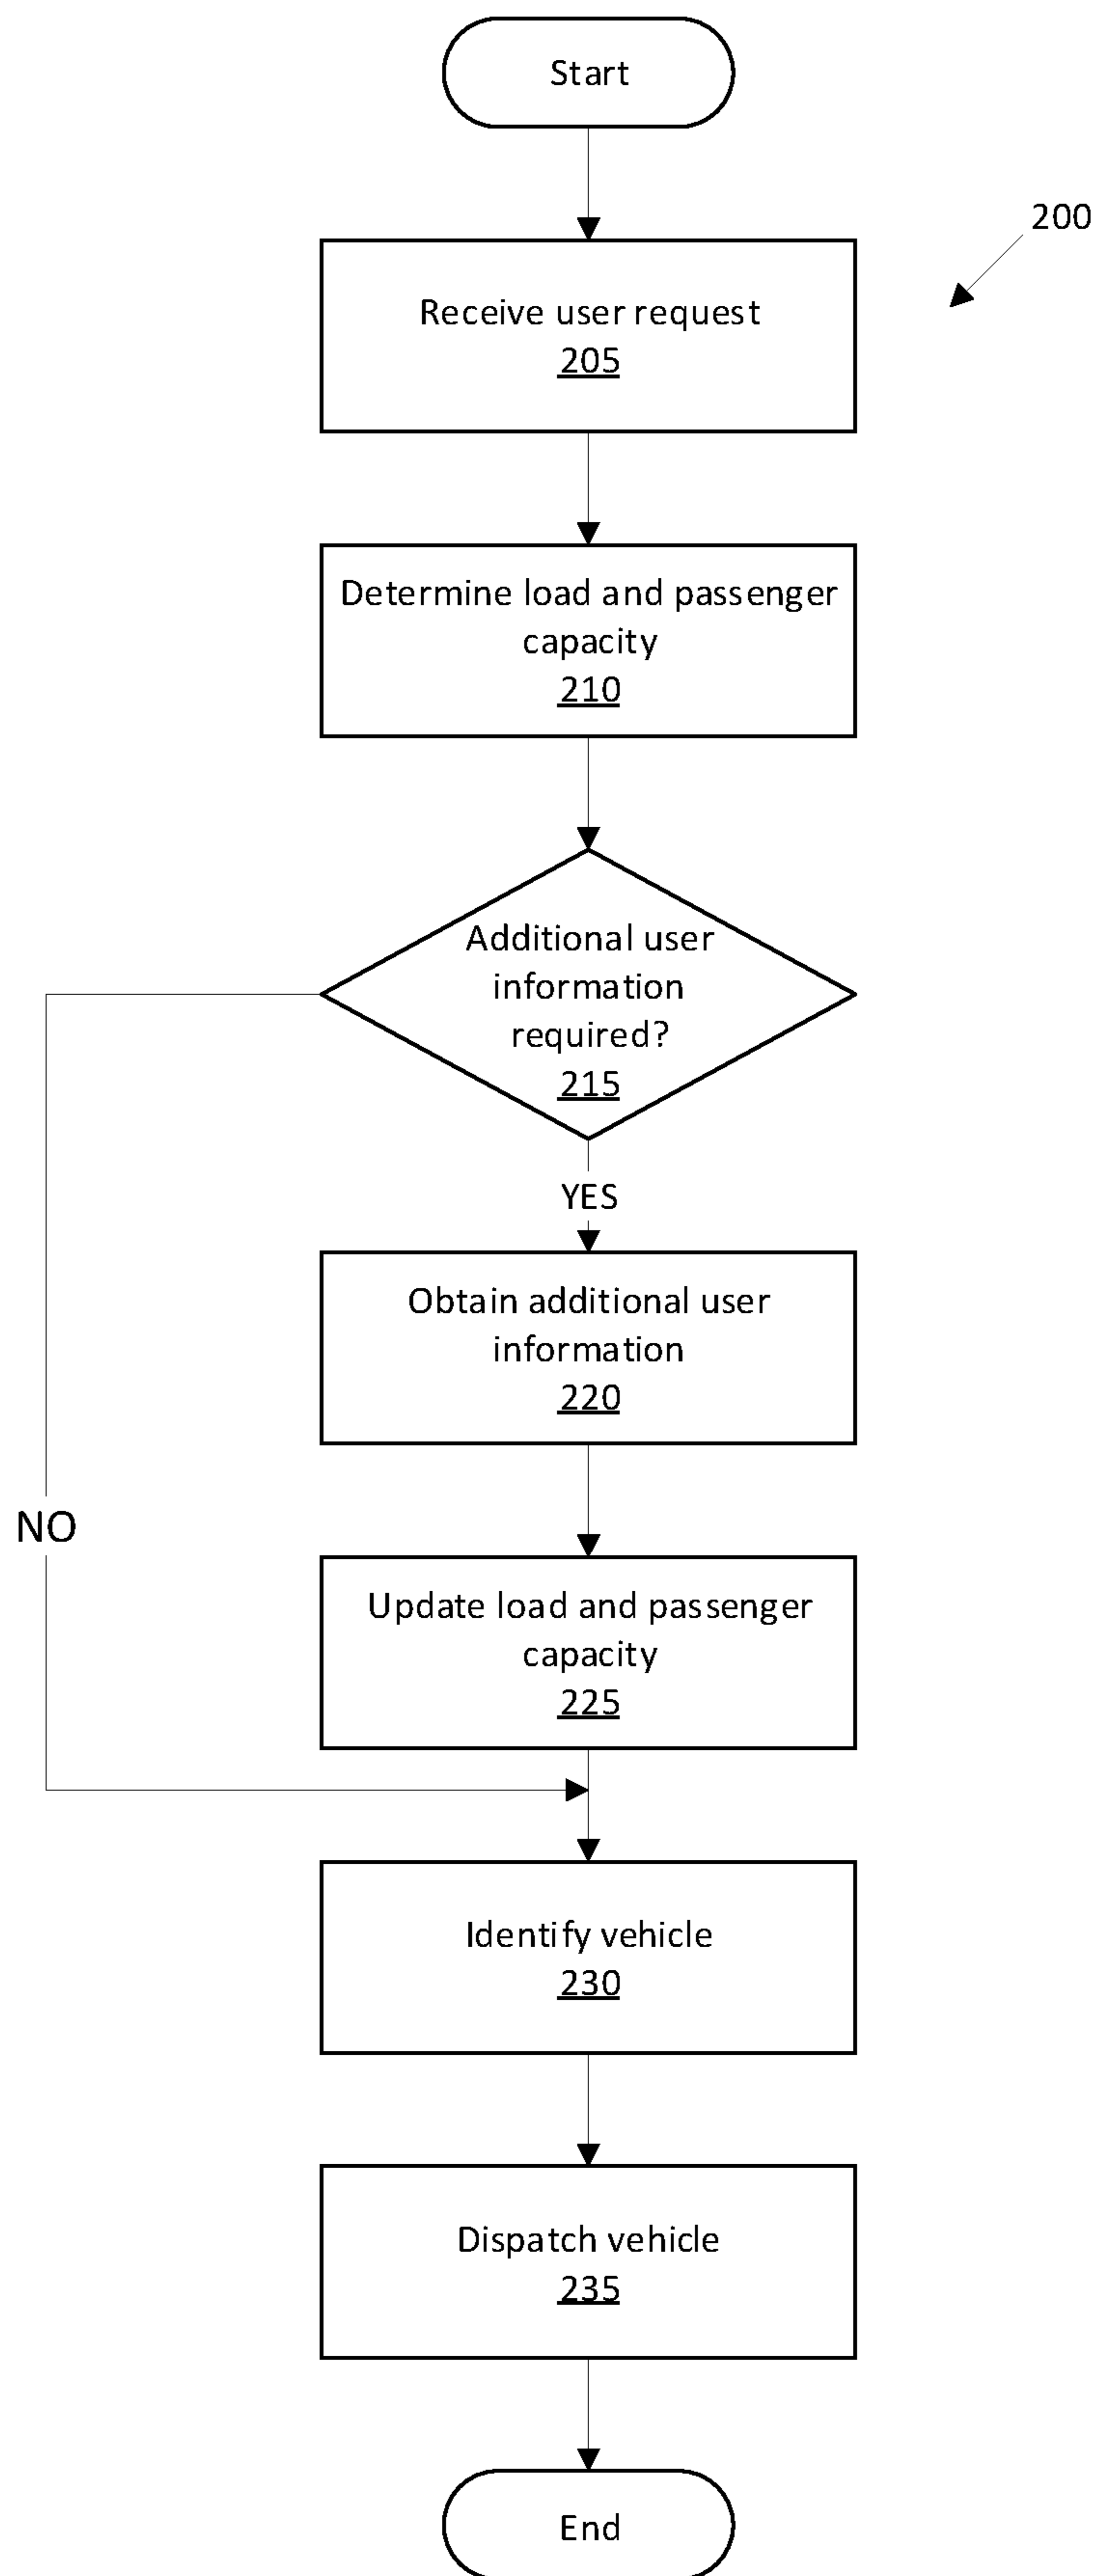 Start
200
Receive user request
205
Determine load and passenger
capacity
210
Additional user
information
required?
215
YES
Obtain additional user
information
220
NO
Update load and passenger
capacity
225
Identify vehicle
230
Dispatch vehicle
235
End